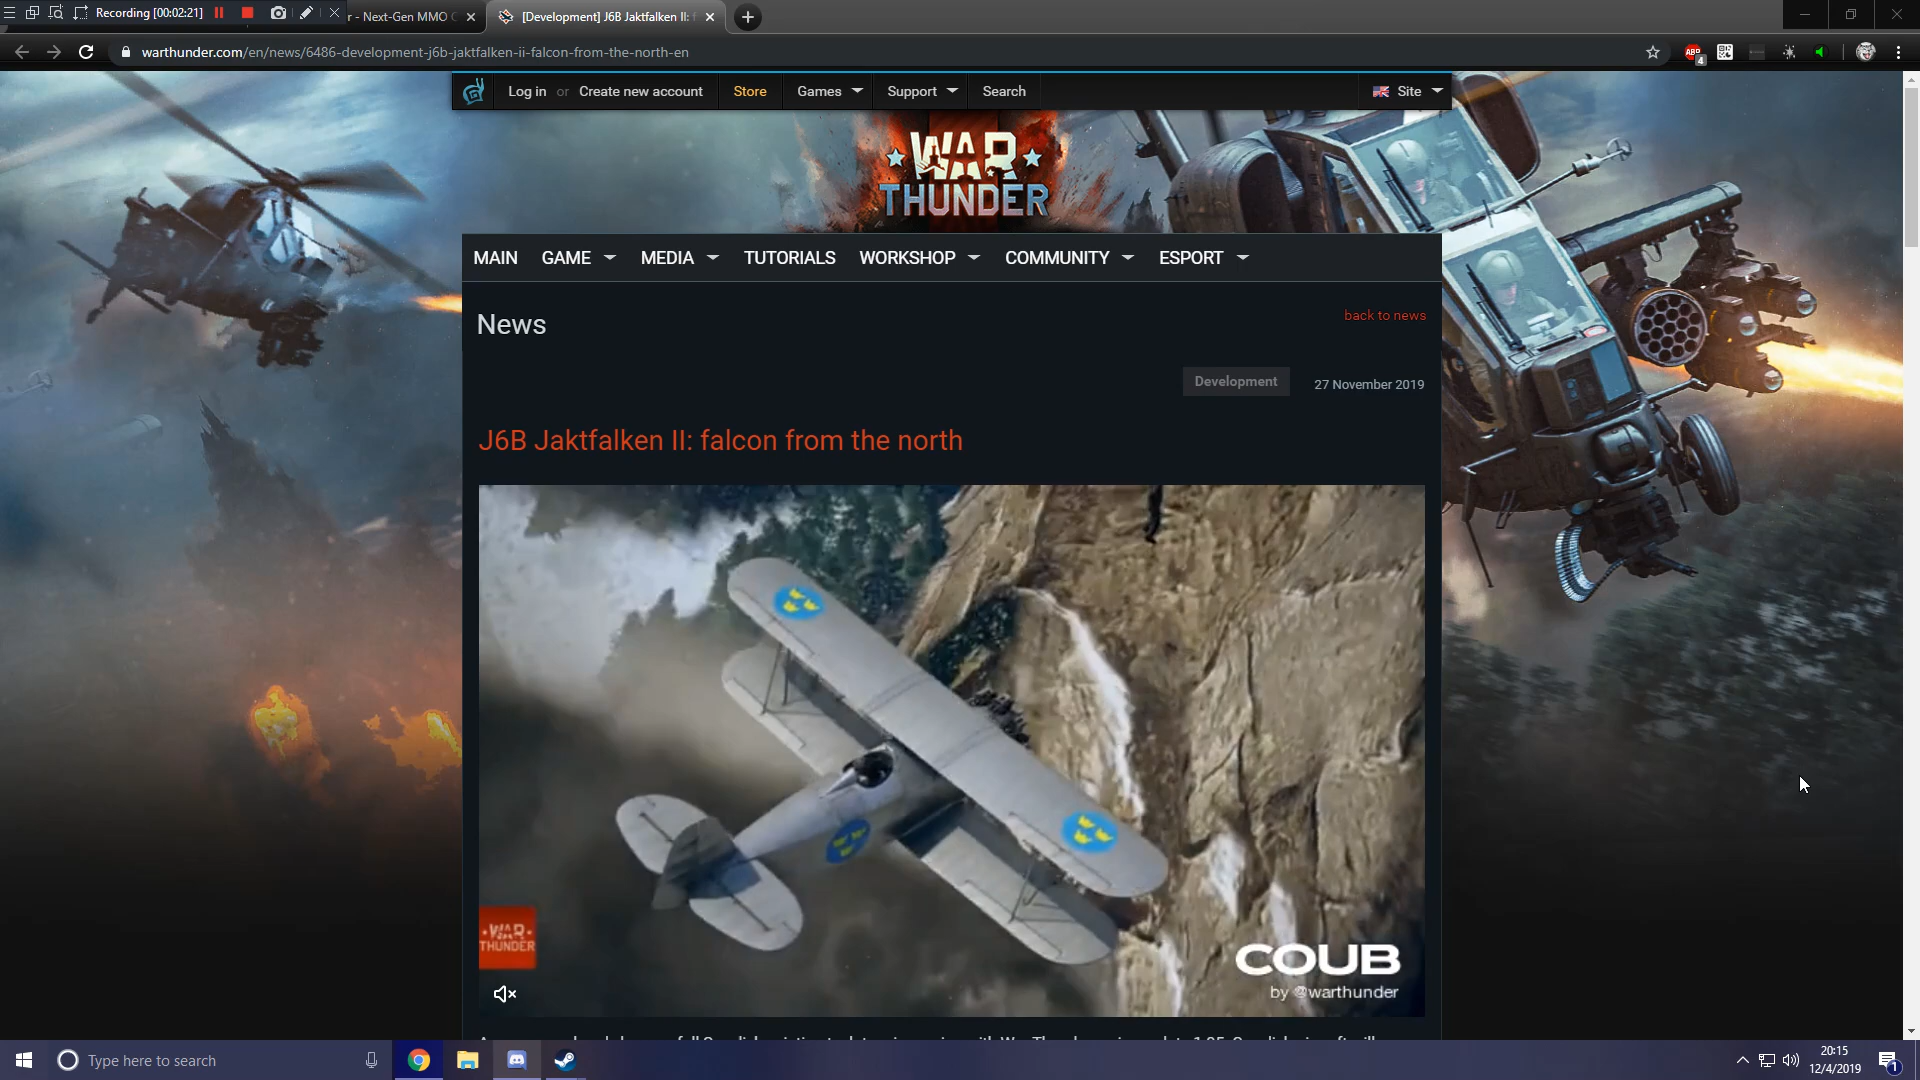 Recording [00:02:21]
r - Next-Gen MMO C
[Development] J6B Jaktfalken II: f
warthunder.com/en/news/6486-development-j6b-jaktfalken-ii-falcon-from-the-north-en
ABP
4
Log in or Create new account
Store
Games
Support
Search
Site
WAR
THUNDER
MAIN
GAME
MEDIA
TUTORIALS
WORKSHOP
COMMUNITY
ESPORT
News
back to news
Development
27 November 2019
J6B Jaktfalken II: falcon from the north
WAR
THUNDER
COUB
by @warthunder
Type here to search
20:15
12/4/2019
1